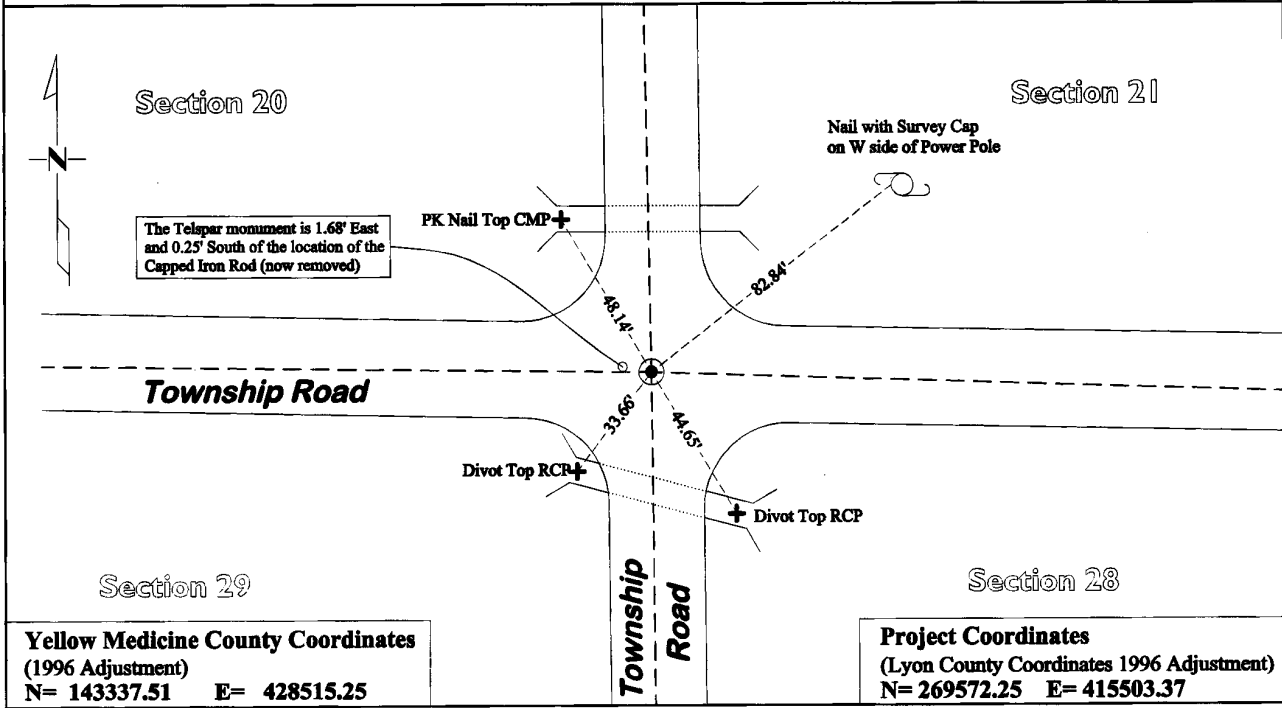 Section 20
Section 21
Nail with Survey Cap
on W side of Power Pole
N
PK Nail Top CMP
The Telspar monument is 1.68' East
and 0.25' South of the location of the
Capped Iron Rod (now removed)
82.84'
48.14'
Township Road
33.66'
44.65'
Divot Top RCP
Divot Top RCP
Section 29
Section 28
Township
Road
Yellow Medicine County Coordinates
(1996 Adjustment)
N= 143337.51 E= 428515.25
Project Coordinates
(Lyon County Coordinates 1996 Adjustment)
N= 269572.25 E= 415503.37